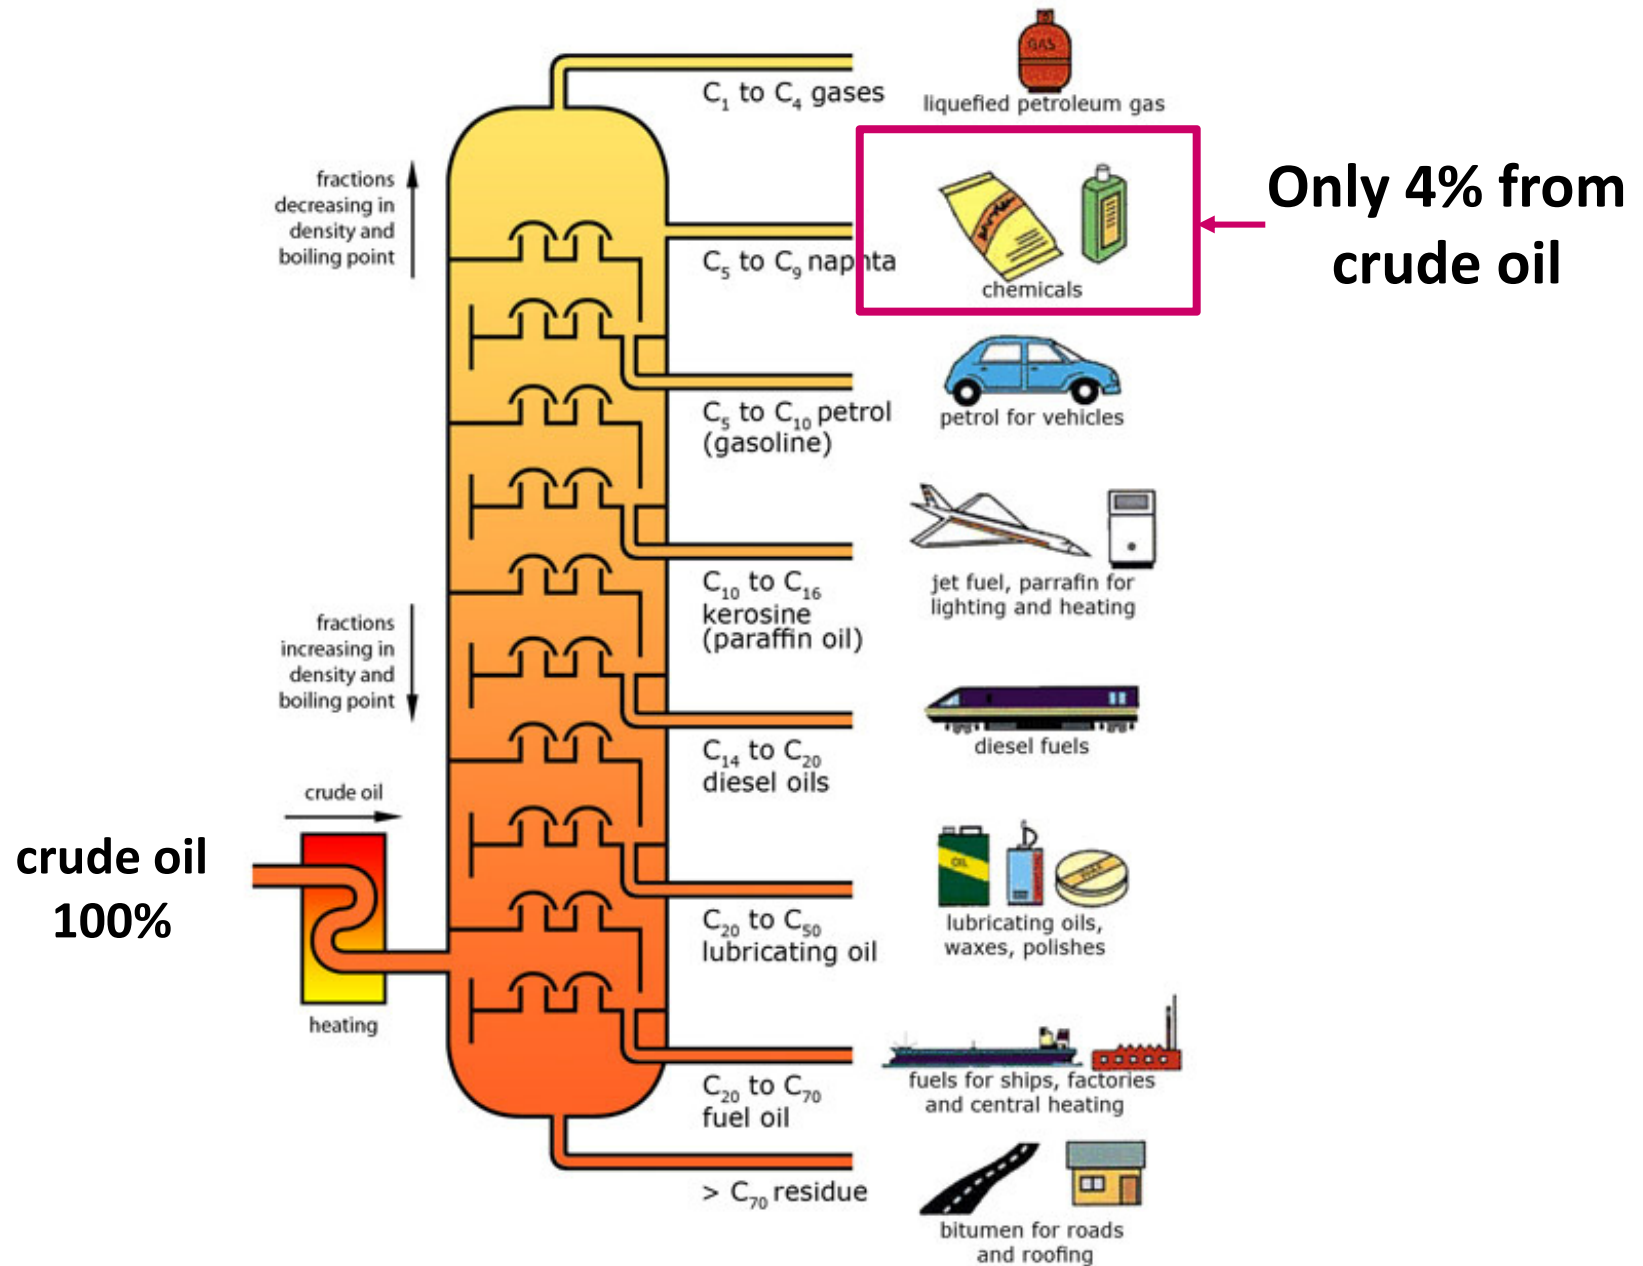 GAS
C₁ to C₄ gases
liquefied petroleum gas
fractions
decreasing in
density and
boiling point
C₅ to C₉ naphta
chemicals
Only 4% from
crude oil
C₅ to C₁₀ petrol
(gasoline)
petrol for vehicles
C₁₀ to C₁₆
kerosine
(paraffin oil)
jet fuel, parrafin for
lighting and heating
fractions
increasing in
density and
boiling point
C₁₄ to C₂₀
diesel oils
diesel fuels
crude oil
crude oil
100%
heating
OIL
WAX
C₂₀ to C₅₀
lubricating oil
lubricating oils,
waxes, polishes
C₂₀ to C₇₀
fuel oil
fuels for ships, factories
and central heating
> C₇₀ residue
bitumen for roads
and roofing